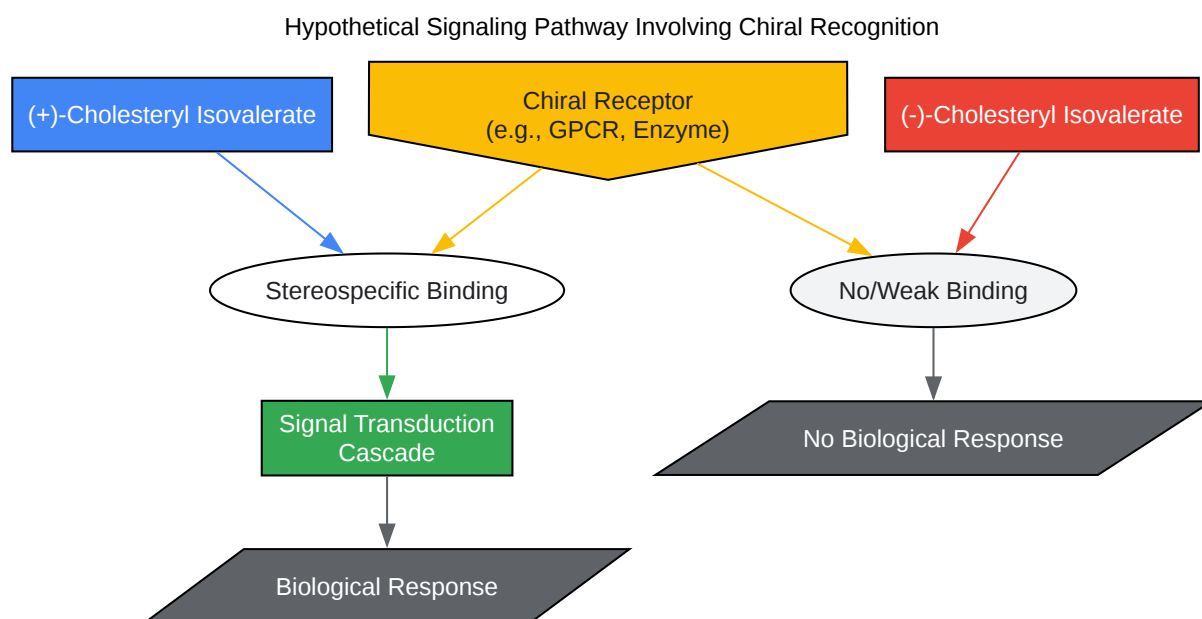 Hypothetical Signaling Pathway Involving Chiral Recognition
(+)-Cholesteryl Isovalerate
Chiral Receptor
(e.g., GPCR, Enzyme)
(-)-Cholesteryl Isovalerate
Stereospecific Binding
No/Weak Binding
Signal Transduction
Cascade
No Biological Response
Biological Response